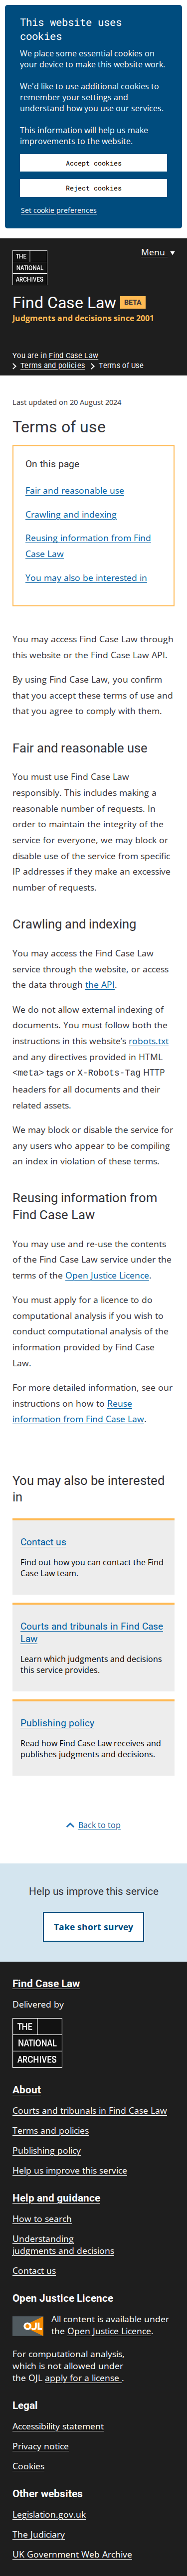 This website uses
cookies
We place some essential cookies on
your device to make this website work.
We'd like to use additional cookies to
remember your settings and
understand how you use our services.
This information will help us make
improvements to the website.
Accept cookies
Reject cookies
Set cookie preferences
THE
NATIONAL
ARCHIVES
Menu ▼
Find Case Law BETA
Judgments and decisions since 2001
You are in Find Case Law
Terms and policies > Terms of Use
Last updated on 20 August 2024
Terms of use
On this page
Fair and reasonable use
Crawling and indexing
Reusing information from Find
Case Law
You may also be interested in
You may access Find Case Law through
this website or the Find Case Law API.
By using Find Case Law, you confirm
that you accept these terms of use and
that you agree to comply with them.
Fair and reasonable use
You must use Find Case Law
responsibly. This includes making a
reasonable number of requests. In
order to maintain the integrity of the
service for everyone, we may block or
disable use of the service from specific
IP addresses if they make an excessive
number of requests.
Crawling and indexing
You may access the Find Case Law
service through the website, or access
the data through the API.
We do not allow external indexing of
documents. You must follow both the
instructions in this website's robots.txt
and any directives provided in HTML
<meta> tags or X-Robots-Tag HTTP
headers for all documents and their
related assets.
We may block or disable the service for
any users who appear to be compiling
an index in violation of these terms.
Reusing information from
Find Case Law
You may use and re-use the contents
of the Find Case Law service under the
terms of the Open Justice Licence.
You must apply for a licence to do
computational analysis if you wish to
conduct computational analysis of the
information provided by Find Case
Law.
For more detailed information, see our
instructions on how to Reuse
information from Find Case Law.
You may also be interested
in
Contact us
Find out how you can contact the Find
Case Law team.
Courts and tribunals in Find Case
Law
Learn which judgments and decisions
this service provides.
Publishing policy
Read how Find Case Law receives and
publishes judgments and decisions.
Back to top
Help us improve this service
Take short survey
Find Case Law
Delivered by
THE
NATIONAL
ARCHIVES
About
Courts and tribunals in Find Case Law
Terms and policies
Publishing policy
Help us improve this service
Help and guidance
How to search
Understanding
judgments and decisions
Contact us
Open Justice Licence
OJL
All content is available under
the Open Justice Licence.
For computational analysis,
which is not allowed under
the OJL apply for a licence .
Legal
Accessibility statement
Privacy notice
Cookies
Other websites
Legislation.gov.uk
The Judiciary
UK Government Web Archive